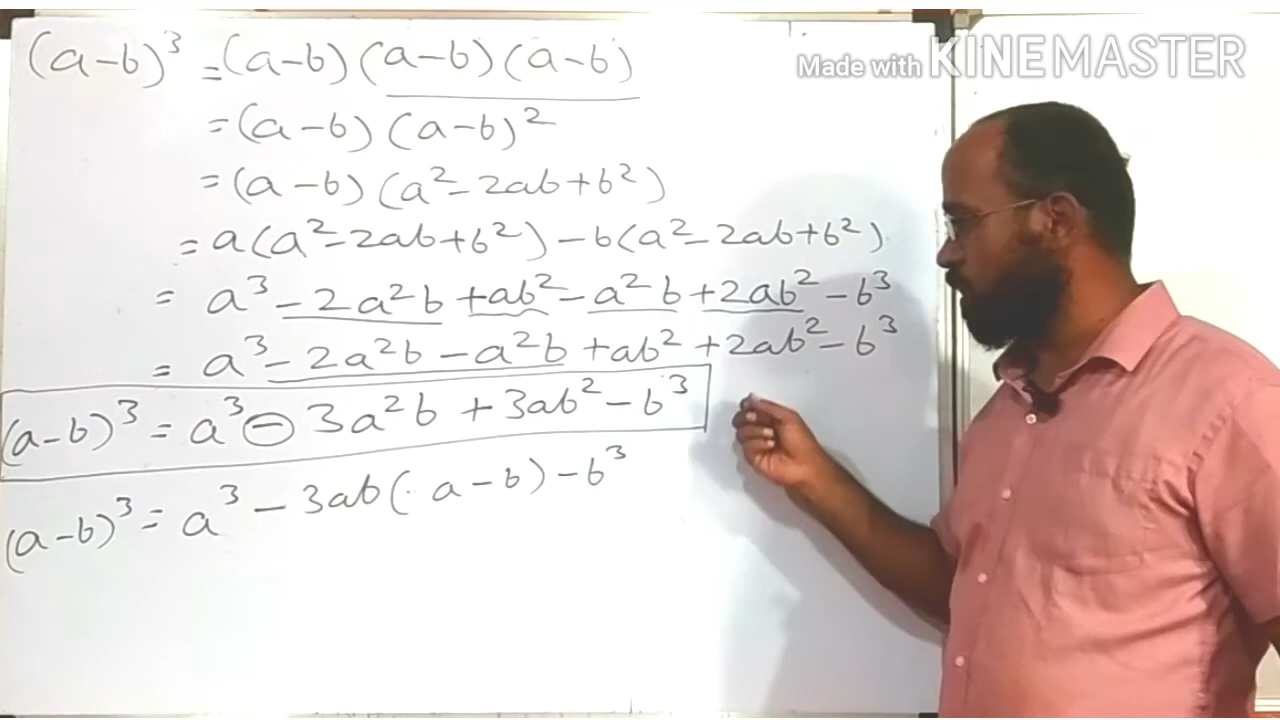 (a-b)³ = (a-b) (a-b) (a-b)
= (a-b) (a-b)²
= (a-b) (a²-2ab+b²)
= a(a²-2ab+b²) - b(a²-2ab+b²)
= a³ - 2a²b + ab² - a²b + 2ab² - b³
= a³ - 2a²b - a²b + ab² + 2ab² - b³
(a-b)³ = a³ - 3a²b + 3ab² - b³
(a-b)³ = a³ - 3ab(a-b) - b³
Made with KINEMASTER